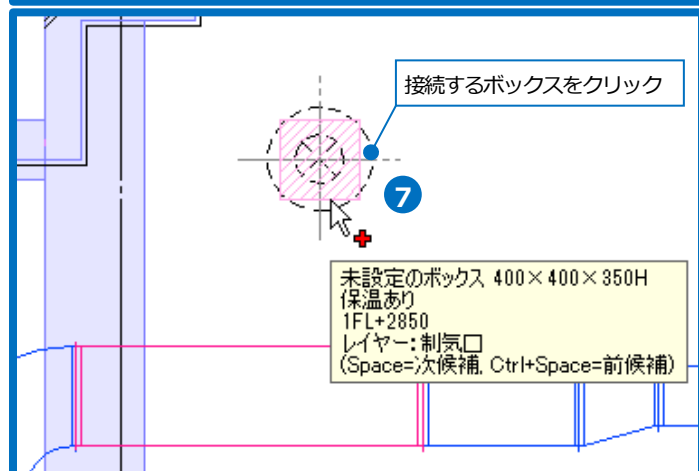 接続するボックスをクリック
7
未設定のボックス 400×400×350H
保温あり
1FL+2850
レイヤー：制気口
(Space=次候補, Ctrl+Space=前候補)